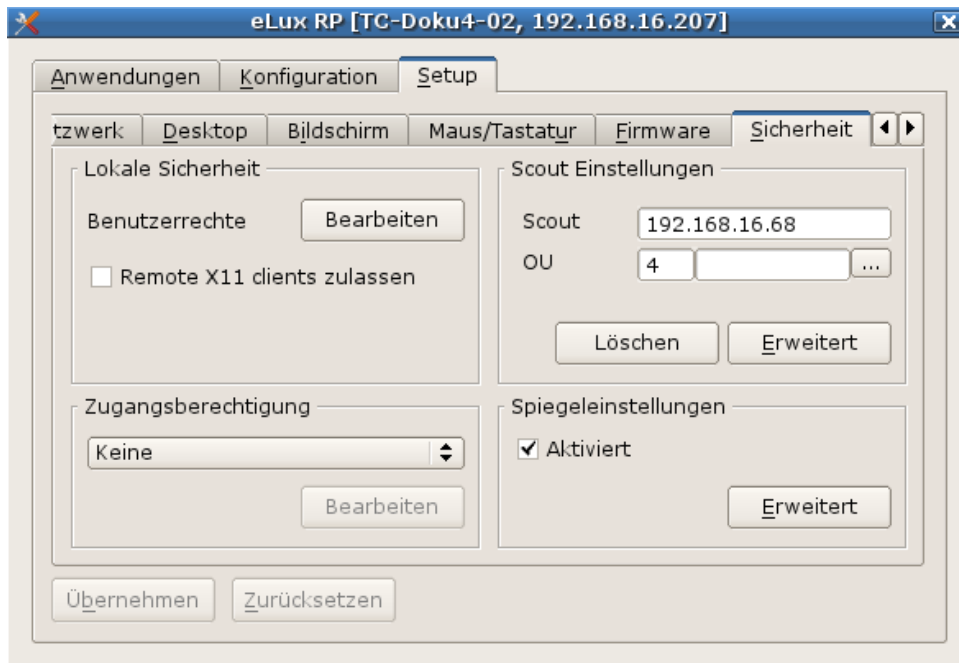 eLux RP [TC-Doku4-02, 192.168.16.207]
Anwendungen Konfiguration Setup
tzwerk Desktop Bildschirm Maus/Tastatur Firmware Sicherheit
Lokale Sicherheit
Benutzerrechte Bearbeiten
Remote X11 clients zulassen
Scout Einstellungen
Scout 192.168.16.68
OU 4 ...
Löschen Erweitert
Zugangsberechtigung
Keine
Bearbeiten
Spiegeleinstellungen
Aktiviert
Erweitert
Übernehmen Zurücksetzen